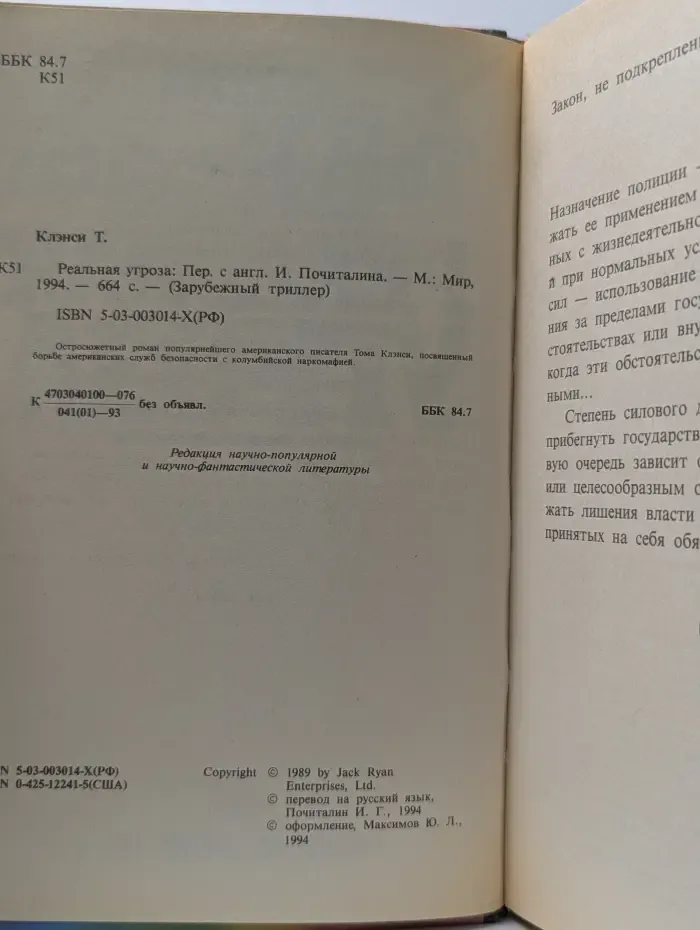 ББК 84.7
К51
Клэнси Т.
К51 Реальная угроза: Пер. с англ. И. Почиталина. — М.: Мир,
1994. — 664 с. — (Зарубежный триллер)
ISBN 5-03-003014-X(РФ)
Остросюжетный роман популярнейшего американского писателя Тома Клэнси, посвященный
борьбе американских служб безопасности с колумбийской наркомафией.
К 4703040100—076
041(01)—93 без объявл.
ББК 84.7
Редакция научно-популярной
и научно-фантастической литературы
N 5-03-003014-X(РФ)
N 0-425-12241-5(США)
Copyright © 1989 by Jack Ryan
Enterprises, Ltd.
© перевод на русский язык,
Почиталин И. Г., 1994
© оформление, Максимов Ю. Л.,
1994
Закон, не подкреплен
Назначение полиции —
жать ее применением
ных с жизнедеятельно
й при нормальных ус
сил — использование
ния за пределами гос
стоятельствах или вну
когда эти обстоятельс
ными...
Степень силового д
прибегнуть государств
вую очередь зависит о
или целесообразным с
жать лишения власти
принятых на себя обя